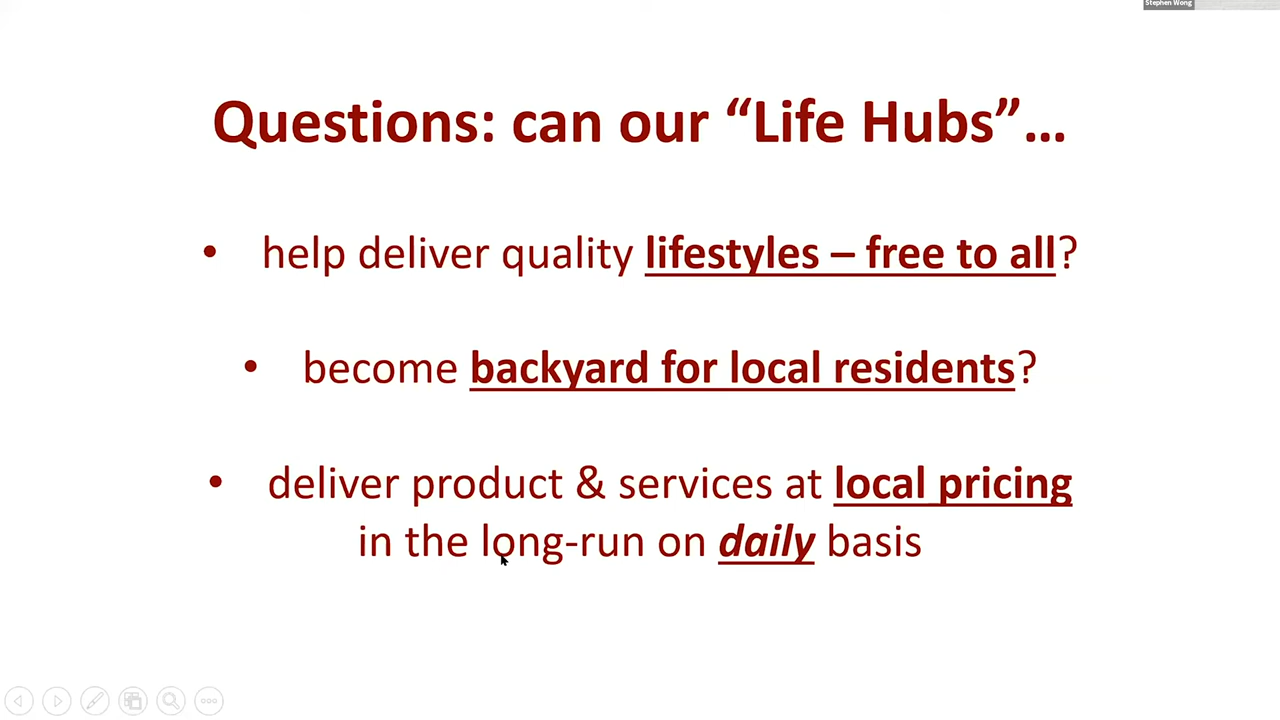 Stephen Wong
Questions: can our “Life Hubs”…
• help deliver quality lifestyles – free to all?
• become backyard for local residents?
• deliver product & services at local pricing
in the long-run on daily basis